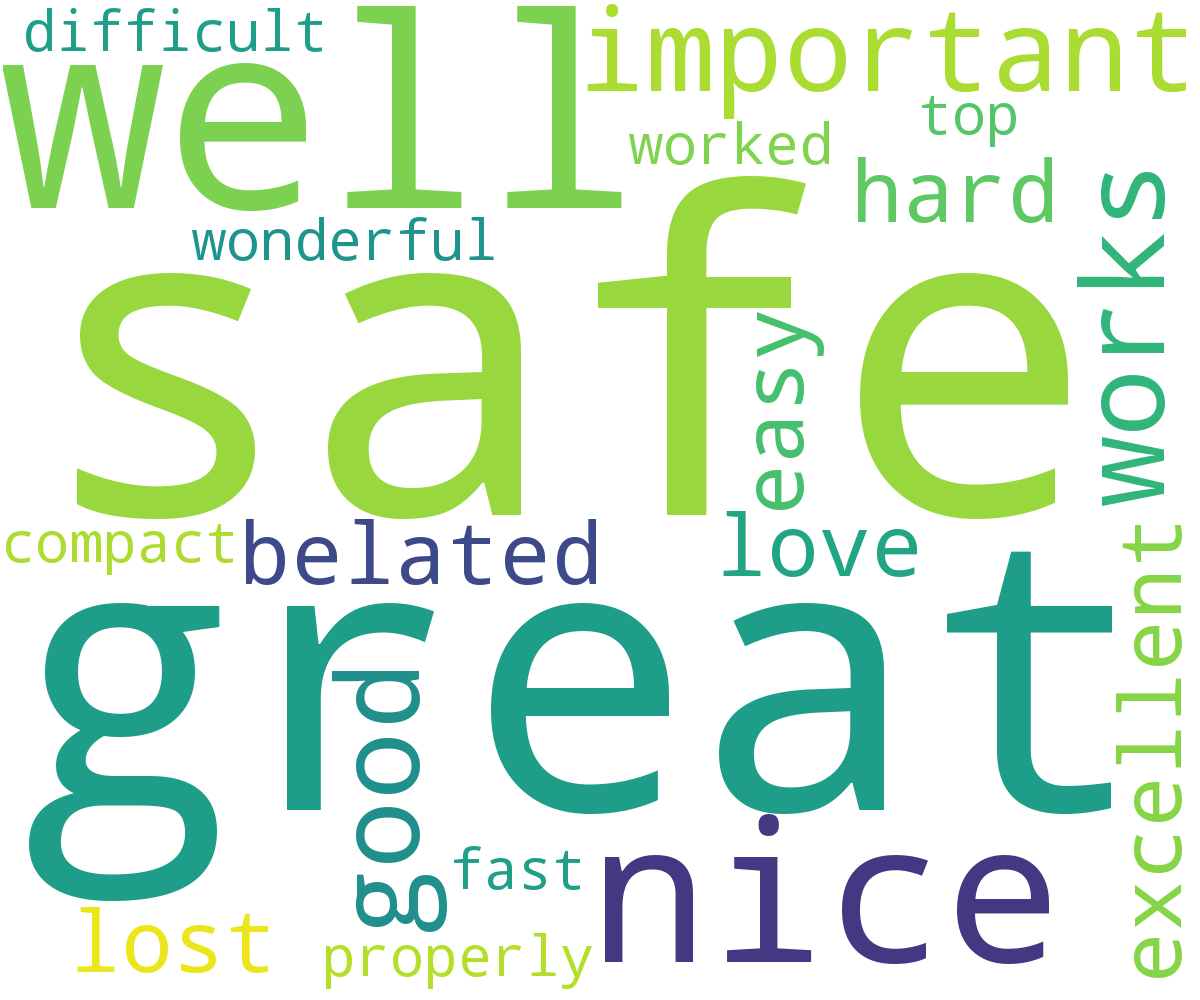 difficult
well
important
top
worked
hard
works
wonderful
safe
easy
compact
belated
love
excellent
great
good
nice
fast
lost
properly